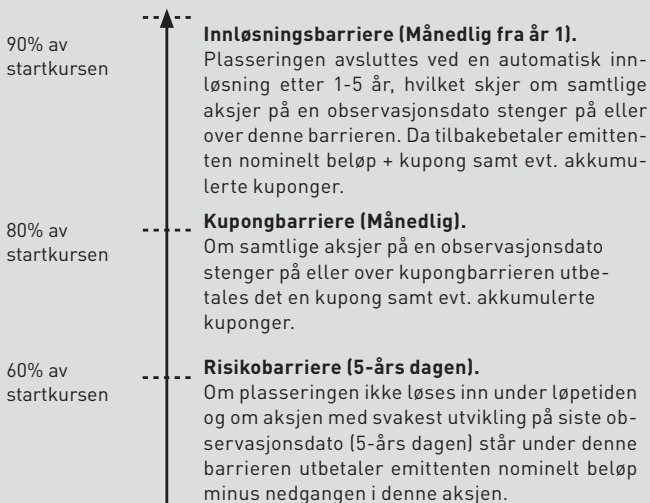 90% av
startkursen
Innløsningsbarriere (Månedlig fra år 1).
Plasseringen avsluttes ved en automatisk inn-
løsning etter 1-5 år, hvilket skjer om samtlige
aksjer på en observasjonsdato stenger på eller
over denne barrieren. Da tilbakebetaler emitten-
ten nominelt beløp + kupong samt evt. akkumu-
lerte kuponger.
80% av
startkursen
Kupongbarriere (Månedlig).
Om samtlige aksjer på en observasjonsdato
stenger på eller over kupongbarrieren utbe-
tales det en kupong samt evt. akkumulerte
kuponger.
60% av
startkursen
Risikobarriere (5-års dagen).
Om plasseringen ikke løses inn under løpetiden
og om aksjen med svakest utvikling på siste ob-
servasjonsdato (5-års dagen) står under denne
barrieren utbetaler emittenten nominelt beløp
minus nedgangen i denne aksjen.